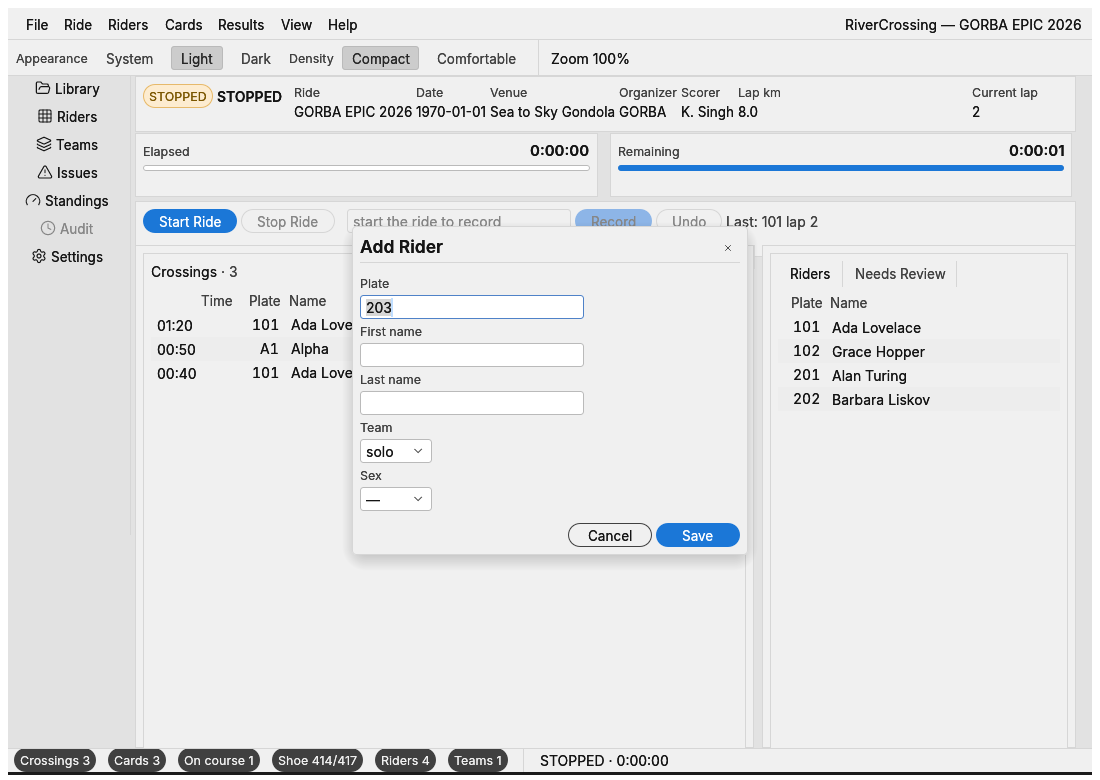 File Ride Riders Cards Results View Help RiverCrossing — GORBA EPIC 2026
Appearance System Light Dark Density Compact Comfortable Zoom 100%
Library
Riders
Teams
Issues
Standings
Audit
Settings
STOPPED STOPPED
Ride Date Venue Organizer Scorer Lap km Current lap
GORBA EPIC 2026 1970-01-01 Sea to Sky Gondola GORBA K. Singh 8.0 2
Elapsed 0:00:00
Remaining 0:00:01
Start Ride Stop Ride start the ride to record Record Undo Last: 101 lap 2
Crossings · 3
Time Plate Name
01:20 101 Ada Love
00:50 A1 Alpha
00:40 101 Ada Love
Add Rider ×
Plate
203
First name
Last name
Team
solo
Sex
—
Cancel Save
Riders Needs Review
Plate Name
101 Ada Lovelace
102 Grace Hopper
201 Alan Turing
202 Barbara Liskov
Crossings 3 Cards 3 On course 1 Shoe 414/417 Riders 4 Teams 1 STOPPED · 0:00:00